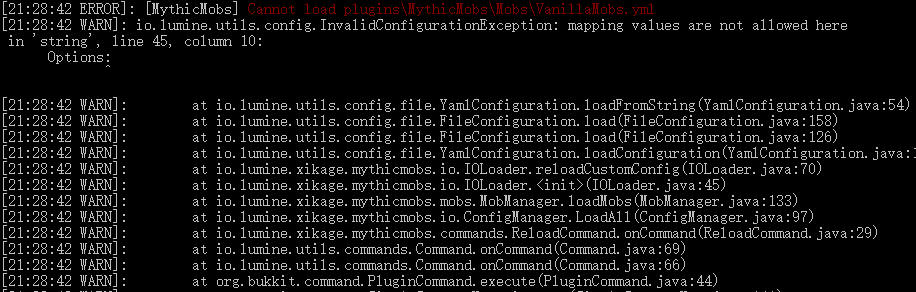 [21:28:42 ERROR]: [MythicMobs] Cannot load plugins\MythicMobs\Mobs\VanillaMobs.yml
[21:28:42 WARN]: io.lumine.utils.config.InvalidConfigurationException: mapping values are not allowed here
in 'string', line 45, column 10:
Options:
^
[21:28:42 WARN]: at io.lumine.utils.config.file.YamlConfiguration.loadFromString(YamlConfiguration.java:54)
[21:28:42 WARN]: at io.lumine.utils.config.file.FileConfiguration.load(FileConfiguration.java:158)
[21:28:42 WARN]: at io.lumine.utils.config.file.FileConfiguration.load(FileConfiguration.java:126)
[21:28:42 WARN]: at io.lumine.utils.config.file.YamlConfiguration.loadConfiguration(YamlConfiguration.java:1
[21:28:42 WARN]: at io.lumine.xikage.mythicmobs.io.IOLoader.reloadCustomConfig(IOLoader.java:70)
[21:28:42 WARN]: at io.lumine.xikage.mythicmobs.io.IOLoader.<init>(IOLoader.java:45)
[21:28:42 WARN]: at io.lumine.xikage.mythicmobs.mobs.MobManager.loadMobs(MobManager.java:133)
[21:28:42 WARN]: at io.lumine.xikage.mythicmobs.io.ConfigManager.LoadAll(ConfigManager.java:97)
[21:28:42 WARN]: at io.lumine.xikage.mythicmobs.commands.ReloadCommand.onCommand(ReloadCommand.java:29)
[21:28:42 WARN]: at io.lumine.utils.commands.Command.onCommand(Command.java:69)
[21:28:42 WARN]: at io.lumine.utils.commands.Command.onCommand(Command.java:66)
[21:28:42 WARN]: at org.bukkit.command.PluginCommand.execute(PluginCommand.java:44)